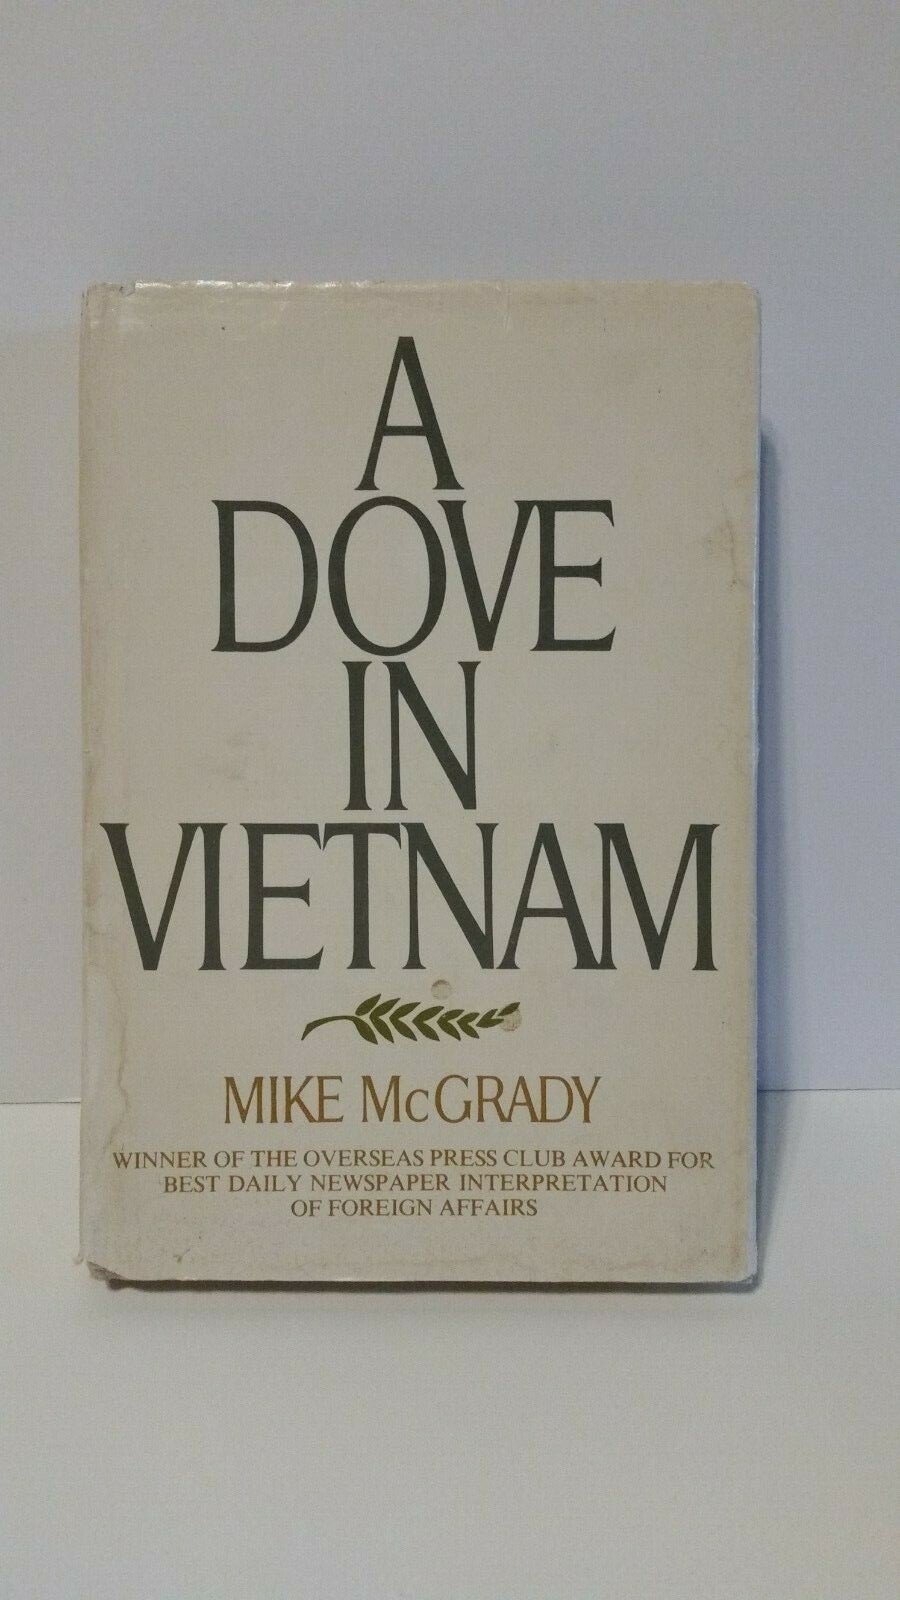 A
DOVE
IN
VIETNAM
MIKE McGRADY
WINNER OF THE OVERSEAS PRESS CLUB AWARD FOR
BEST DAILY NEWSPAPER INTERPRETATION
OF FOREIGN AFFAIRS